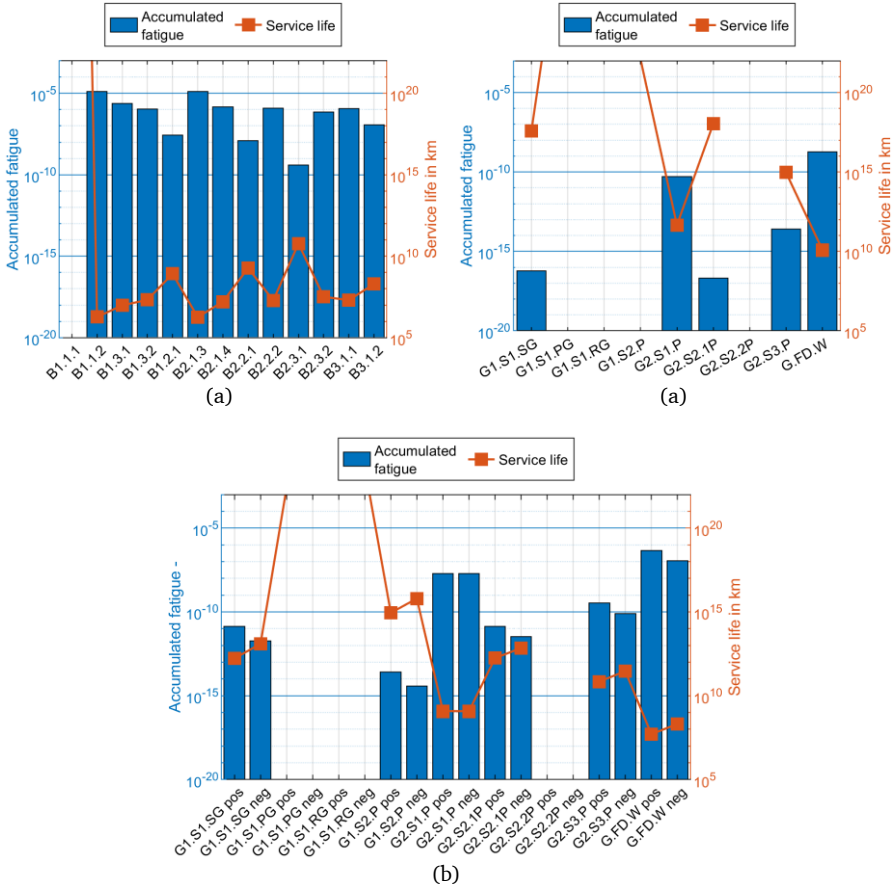 Accumulated
fatigue
Service life
Accumulated fatigue
10^-5
10^-10
10^-15
10^-20
10^20
10^15
10^10
10^5
Service life in km
B1.1.1
B1.1.2
B1.3.1
B1.3.2
B1.2.1
B2.1.3
B2.1.4
B2.2.1
B2.2.2
B2.3.1
B2.3.2
B3.1.1
B3.1.2
(a)
Accumulated
fatigue
Service life
Accumulated fatigue
10^-5
10^-10
10^-15
10^-20
10^20
10^15
10^10
10^5
Service life in km
G1.S1.SG
G1.S1.PG
G1.S1.RG
G1.S2.P
G2.S1.P
G2.S2.1P
G2.S2.2P
G2.S3.P
G.FD.W
(a)
Accumulated
fatigue
Service life
Accumulated fatigue -
10^-5
10^-10
10^-15
10^-20
10^20
10^15
10^10
10^5
Service life in km
G1.S1.SG pos
G1.S1.SG neg
G1.S1.PG pos
G1.S1.PG neg
G1.S1.RG pos
G1.S1.RG neg
G1.S2.P pos
G1.S2.P neg
G2.S1.P pos
G2.S1.P neg
G2.S2.1P pos
G2.S2.1P neg
G2.S2.2P pos
G2.S2.2P neg
G2.S3.P pos
G2.S3.P neg
G.FD.W pos
G.FD.W neg
(b)